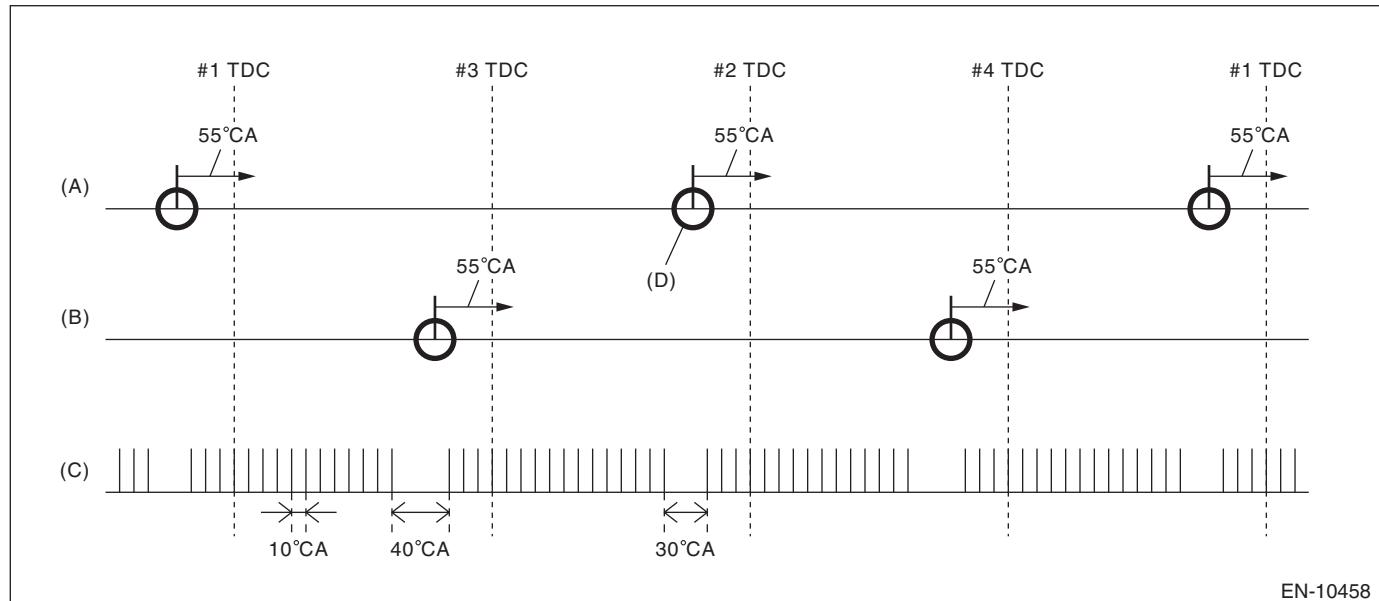 #1 TDC #3 TDC #2 TDC #4 TDC #1 TDC
55°CA 55°CA 55°CA
(A)
(D)
55°CA 55°CA
(B)
(C)
10°CA 40°CA 30°CA
EN-10458